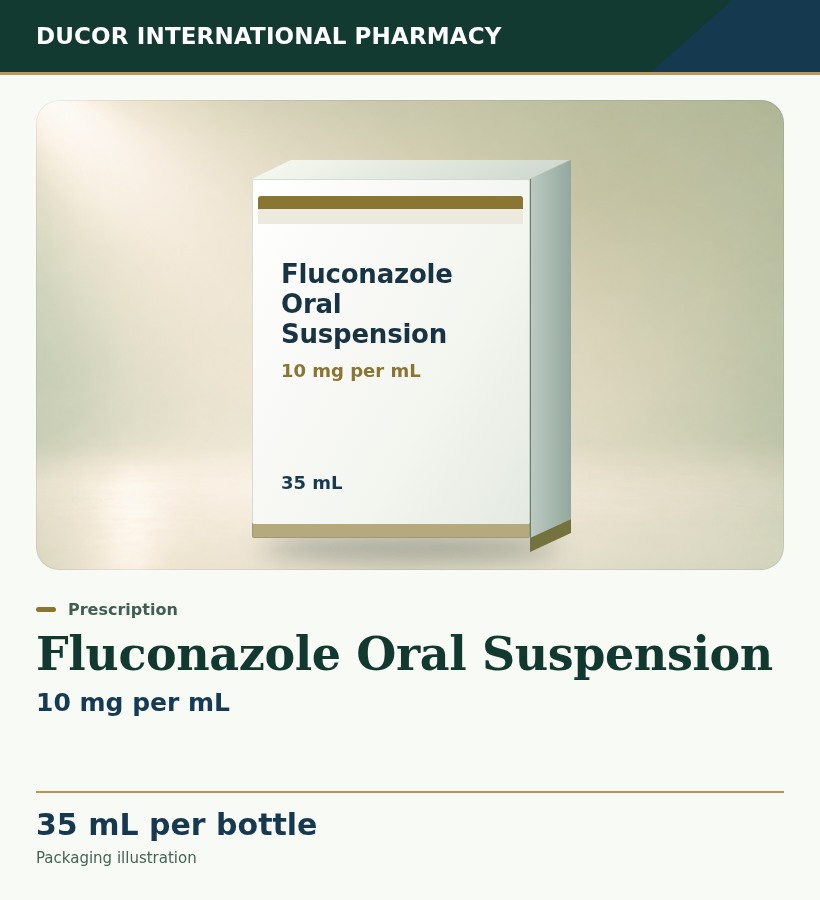 DUCOR INTERNATIONAL PHARMACY
Fluconazole
Oral
Suspension
10 mg per mL
35 mL
Prescription
Fluconazole Oral Suspension
10 mg per mL
35 mL per bottle
Packaging illustration